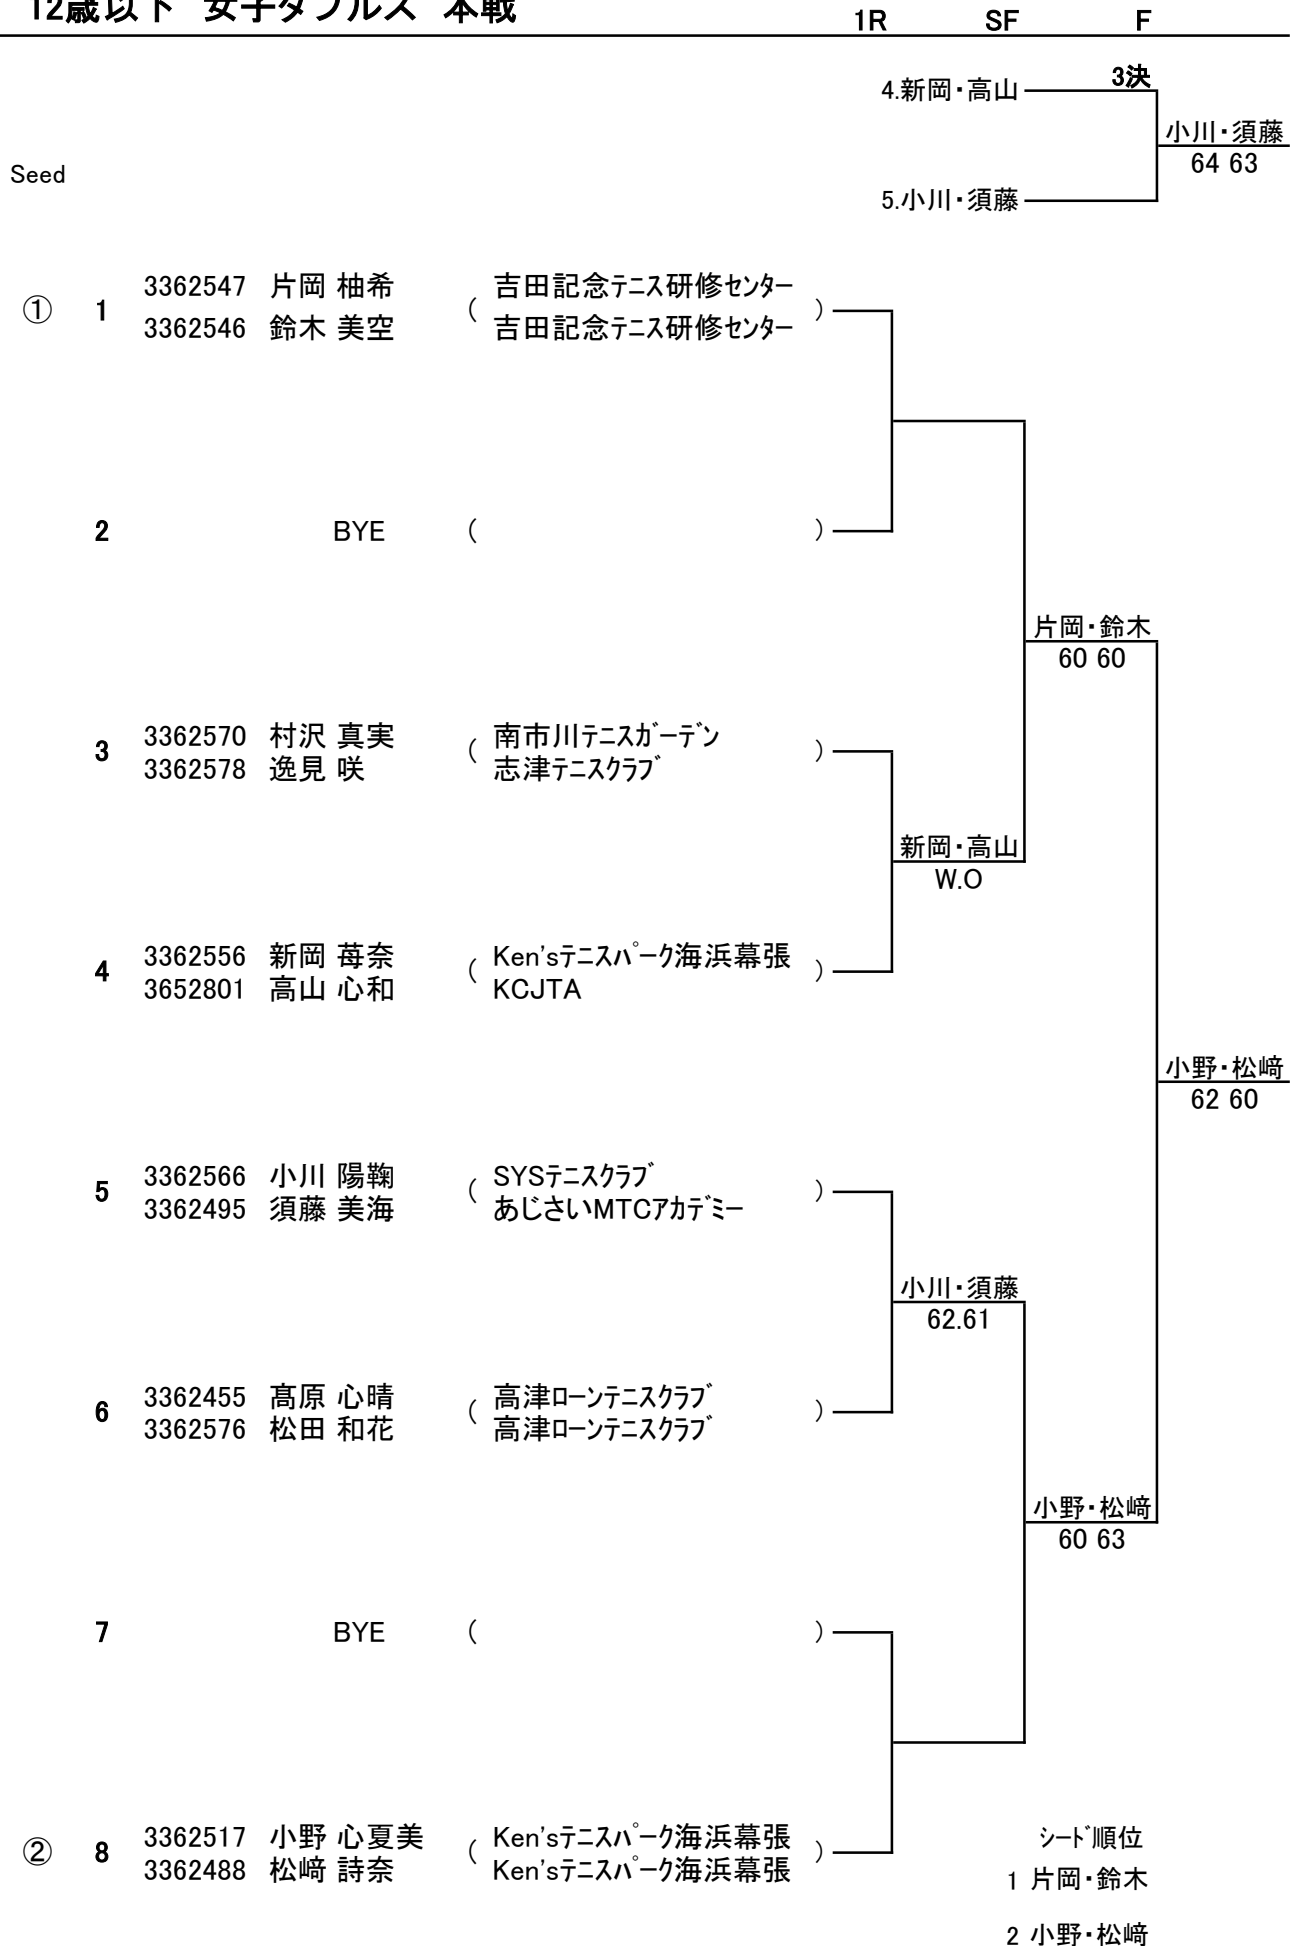 12歳以下 女子ダブルス 本戦
1R SF F
3決
4.新岡・高山
小川・須藤
64 63
Seed
5.小川・須藤
3362547 片岡 柚希 吉田記念ﾃﾆｽ研修ｾﾝﾀｰ
① 1 ( )
3362546 鈴木 美空 吉田記念ﾃﾆｽ研修ｾﾝﾀｰ
2 BYE ( )
片岡・鈴木
60 60
3362570 村沢 真実 南市川ﾃﾆｽｶﾞｰﾃﾞﾝ
3 ( )
3362578 逸見 咲 志津ﾃﾆｽｸﾗﾌﾞ
新岡・高山
W.O
3362556 新岡 苺奈 Ken'sﾃﾆｽﾊﾟｰｸ海浜幕張
4 ( )
3652801 高山 心和 KCJTA
小野・松﨑
62 60
3362566 小川 陽鞠 SYSﾃﾆｽｸﾗﾌﾞ
5 ( )
3362495 須藤 美海 あじさいMTCｱｶﾃﾞﾐｰ
小川・須藤
62.61
3362455 髙原 心晴 高津ﾛｰﾝﾃﾆｽｸﾗﾌﾞ
6 ( )
3362576 松田 和花 高津ﾛｰﾝﾃﾆｽｸﾗﾌﾞ
小野・松﨑
60 63
7 BYE ( )
3362517 小野 心夏美 Ken'sﾃﾆｽﾊﾟｰｸ海浜幕張
② 8 ( )
3362488 松﨑 詩奈 Ken'sﾃﾆｽﾊﾟｰｸ海浜幕張
ｼｰﾄﾞ順位
1 片岡・鈴木
2 小野・松﨑